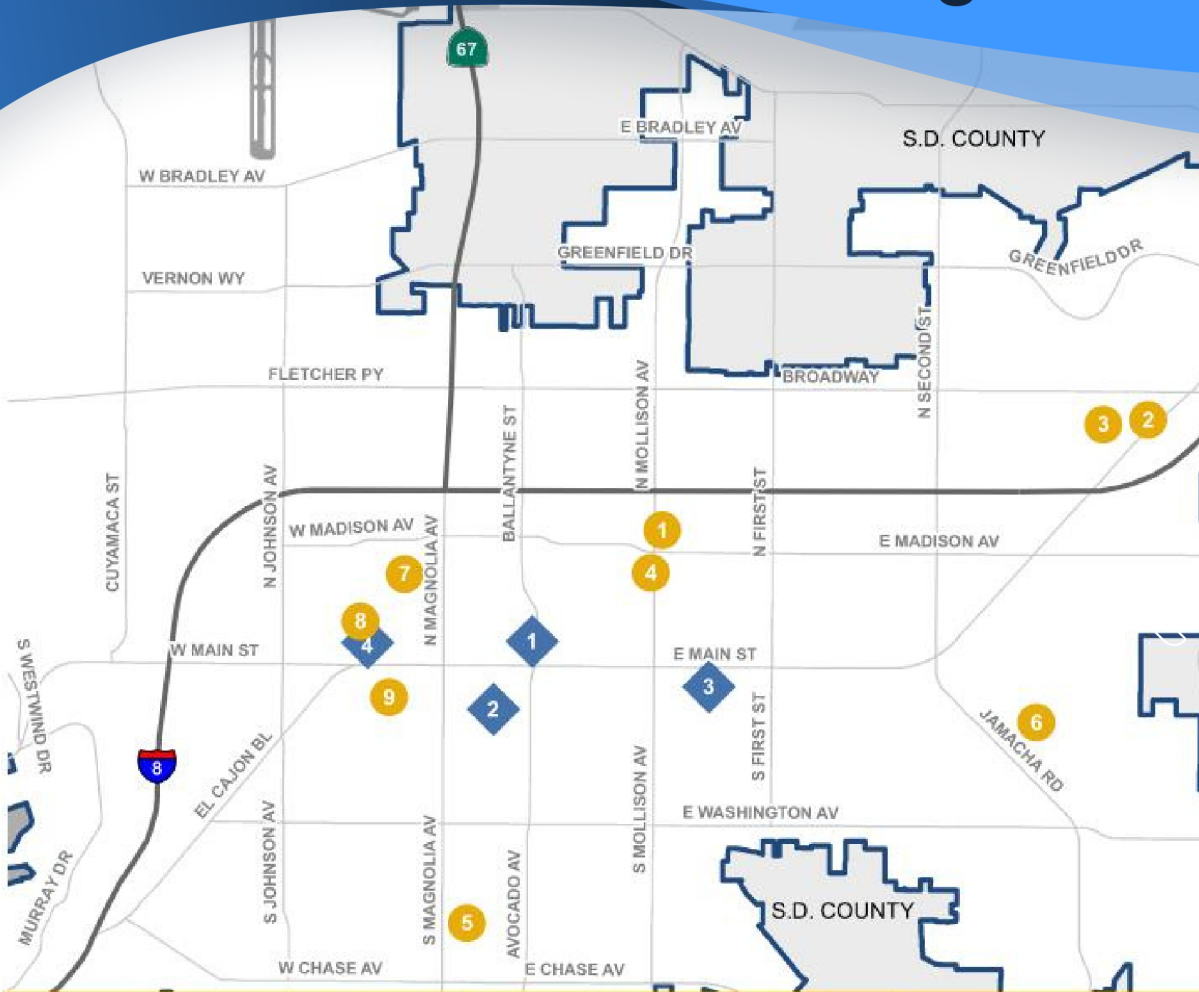 67
E BRADLEY AV
S.D. COUNTY
W BRADLEY AV
GREENFIELD DR
GREENFIELD DR
VERNON WY
N SECOND ST
FLETCHER PY
BROADWAY
N MOLLISON AV
3
2
BALLANTYNE ST
CUYAMACA ST
N JOHNSON AV
N FIRST ST
W MADISON AV
N MAGNOLIA AV
1
E MADISON AV
7
4
8
4
1
W MAIN ST
E MAIN ST
S WESTWIND DR
9
2
3
S FIRST ST
6
JAMACHA RD
8
EL CAJON BL
S MOLLISON AV
E WASHINGTON AV
MURRAY DR
S JOHNSON AV
S MAGNOLIA AV
AVOCADO AV
S.D. COUNTY
5
W CHASE AV
E CHASE AV